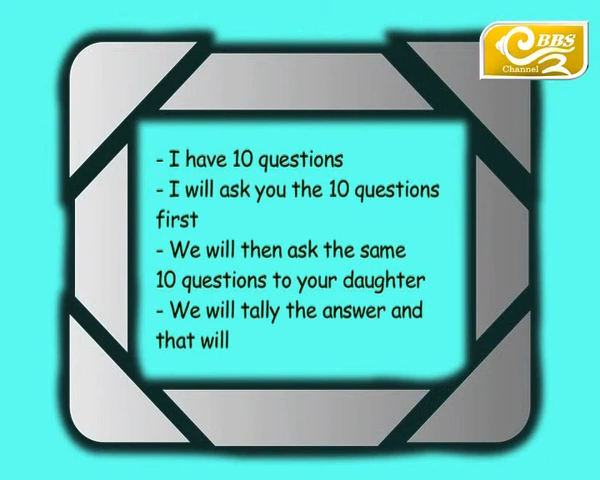 BBS
Channel 2
- I have 10 questions
- I will ask you the 10 questions
first
- We will then ask the same
10 questions to your daughter
- We will tally the answer and
that will